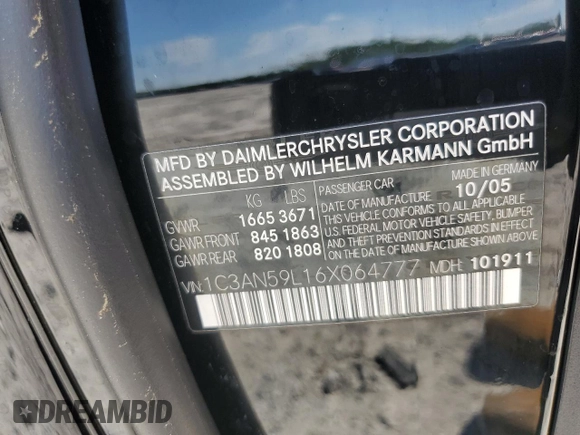 MFD BY DAIMLERCHRYSLER CORPORATION
ASSEMBLED BY WILHELM KARMANN GmbH
KG LBS
GVWR 1665 3671
GAWR FRONT 845 1863
GAWR REAR 820 1808
PASSENGER CAR MADE IN GERMANY
DATE OF MANUFACTURE 10/05
THIS VEHICLE CONFORMS TO ALL APPLICABLE
U.S. FEDERAL MOTOR VEHICLE SAFETY, BUMPER
AND THEFT PREVENTION STANDARDS IN EFFECT
ON THE DATE OF MANUFACTURE SHOWN ABOVE.
VIN: 1C3AN59L16X064777 MDH: 101911
DREAMBID